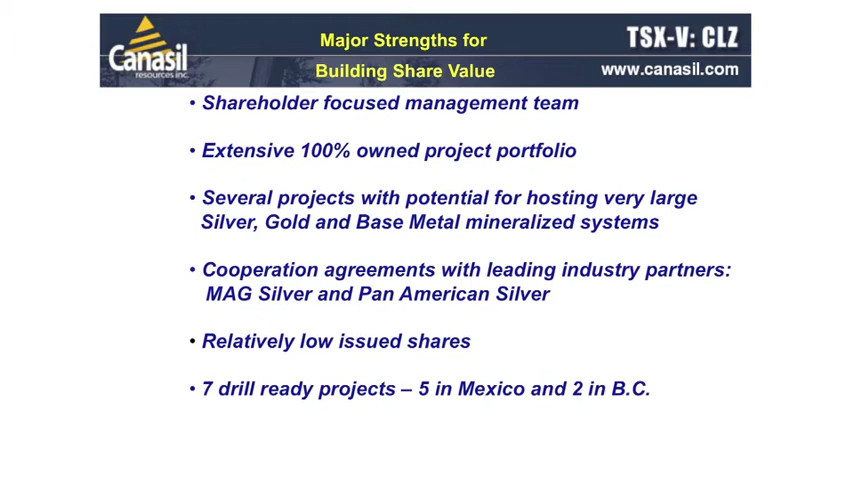 Canasil
resources inc.
Major Strengths for
Building Share Value
TSX-V: CLZ
www.canasil.com
• Shareholder focused management team
• Extensive 100% owned project portfolio
• Several projects with potential for hosting very large
Silver, Gold and Base Metal mineralized systems
• Cooperation agreements with leading industry partners:
MAG Silver and Pan American Silver
• Relatively low issued shares
• 7 drill ready projects – 5 in Mexico and 2 in B.C.